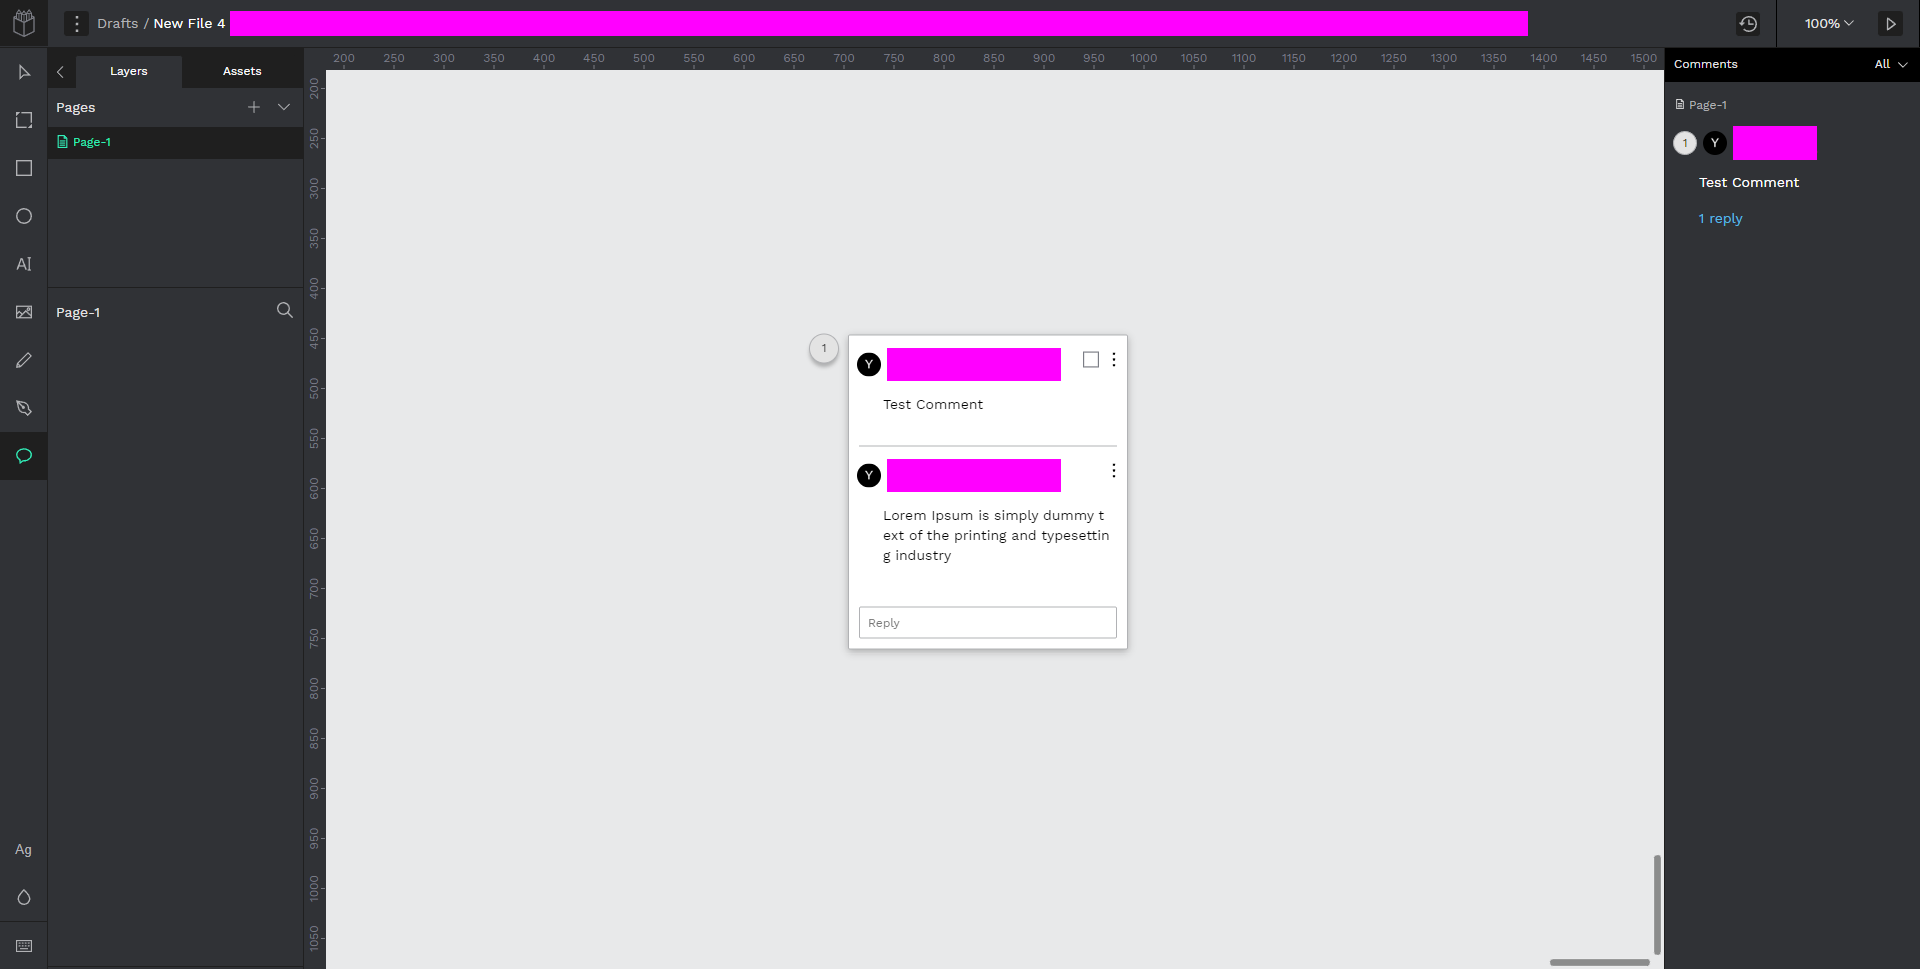 Drafts / New File 4
100%
Layers
Assets
200 250 300 350 400 450 500 550 600 650 700 750 800 850 900 950 1000 1050 1100 1150 1200 1250 1300 1350 1400 1450 1500
Comments
All
Pages
Page-1
Page-1
1
Y
Test Comment
1 reply
AI
Page-1
200
250
300
350
400
450
500
550
600
650
700
750
800
850
900
950
1000
1050
1
Y
Test Comment
Y
Lorem Ipsum is simply dummy t
ext of the printing and typesettin
g industry
Reply
Ag